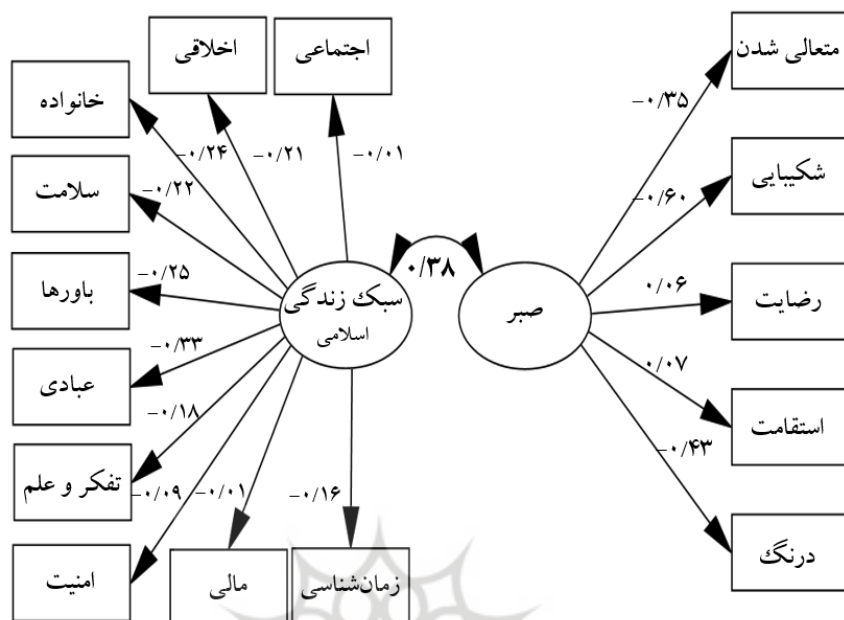 اجتماعی
اخلاقی
متعالی شدن
خانواده
−۰/۳۵
−۰/۰۱
−۰/۲۱
−۰/۲۴
شکیبایی
سلامت
−۰/۲۲
−۰/۶۰
باورها
−۰/۲۵
۰/۳۸
سبک زندگی
اسلامی
صبر
۰/۰۶
رضایت
عبادی
−۰/۳۳
۰/۰۷
استقامت
−۰/۱۸
−۰/۴۳
تفکر و علم
−۰/۰۹
−۰/۰۱
−۰/۱۶
درنگ
امنیت
مالی
زمان‌شناسی